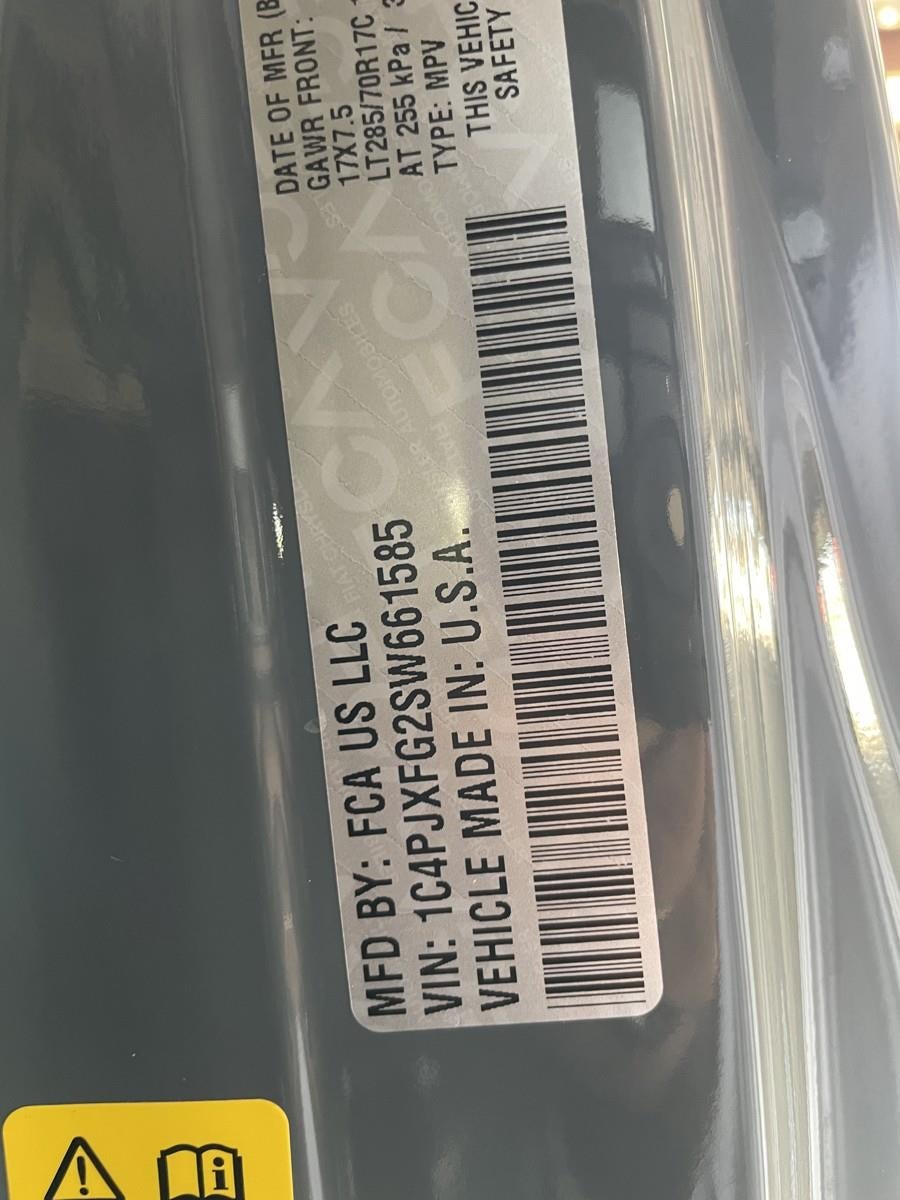 MFD BY: FCA US LLC
VIN: 1C4PJXFG2SW661585
VEHICLE MADE IN: U.S.A.
DATE OF MFR (B
GAWR FRONT:
17X7.5
LT285/70R17C
AT 255 kPa / 3
TYPE: MPV
THIS VEHIC
SAFETY